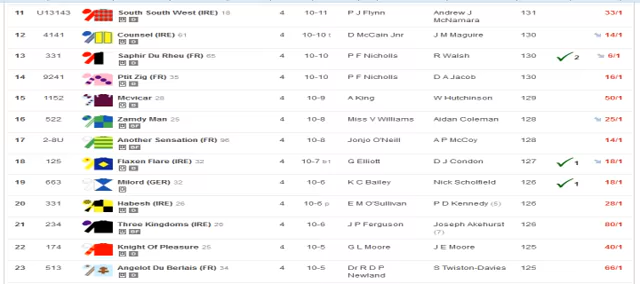 11 U13143 South South West (IRE) 18 4 10-11 P J Flynn Andrew J McNamara 131 33/1
12 4141 Counsel (IRE) 61 4 10-10 t D McCain Jnr J M Maguire 130 14/1
13 331 Saphir Du Rheu (FR) 65 4 10-10 P F Nicholls R Walsh 130 2 6/1
14 9241 Ptit Zig (FR) 35 4 10-10 P F Nicholls D A Jacob 130 16/1
15 1152 Mcvicar 28 4 10-9 A King W Hutchinson 129 50/1
16 522 Zamdy Man 25 4 10-8 Miss V Williams Aidan Coleman 128 25/1
BF
17 2-8U Another Sensation (FR) 96 4 10-8 Jonjo O'Neill A P McCoy 128 14/1
BF
18 125 Flaxen Flare (IRE) 32 4 10-7 b1 G Elliott D J Condon 127 1 18/1
19 663 Milord (GER) 32 4 10-6 K C Bailey Nick Scholfield 126 1 18/1
20 331 Habesh (IRE) 26 4 10-6 p E M O'Sullivan P D Kennedy (5) 126 28/1
21 234 Three Kingdoms (IRE) 4 10-6 J P Ferguson Joseph Akehurst (7) 126 80/1
BF
22 174 Knight Of Pleasure 25 4 10-5 G L Moore J E Moore 125 40/1
23 513 Angelot Du Berlais (FR) 34 4 10-5 Dr R D P Newland S Twiston-Davies 125 66/1